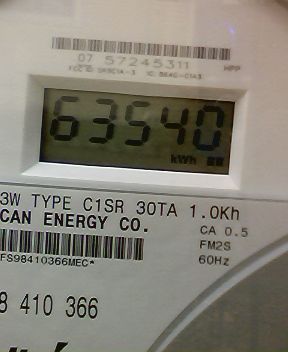 07 57245311 HPP
63540
kWh
3W TYPE C1SR 30TA 1.0Kh
CAN ENERGY CO.
CA 0.5
FM2S
60Hz
FS98410366MEC*
8 410 366